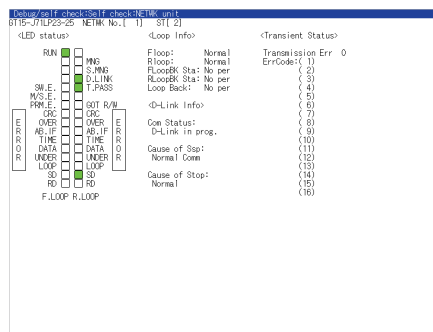 Debug/self check:Self check:NETWK unit
GT15-J71LP23-25 NETWK No.[ 1] ST[ 2]
<LED status> <Loop Info> <Transient Status>
RUN Floop: Normal Transmission Err 0
MNG Rloop: Normal ErrCode:( 1)
S.MNG FLoopBK Sta: No per ( 2)
D.LINK RLoopBK Sta: No per ( 3)
SW.E. T.PASS Loop Back: No per ( 4)
M/S.E. ( 5)
PRM.E. GOT R/W <D-Link Info> ( 6)
CRC CRC ( 7)
E OVER OVER E Com Status: ( 8)
R AB.IF AB.IF R D-Link in prog. ( 9)
R TIME TIME R (10)
O DATA DATA O Cause of Ssp: (11)
R UNDER UNDER R Normal Comm (12)
LOOP LOOP (13)
SD SD Cause of Stop: (14)
RD RD Normal (15)
(16)
F.LOOP R.LOOP